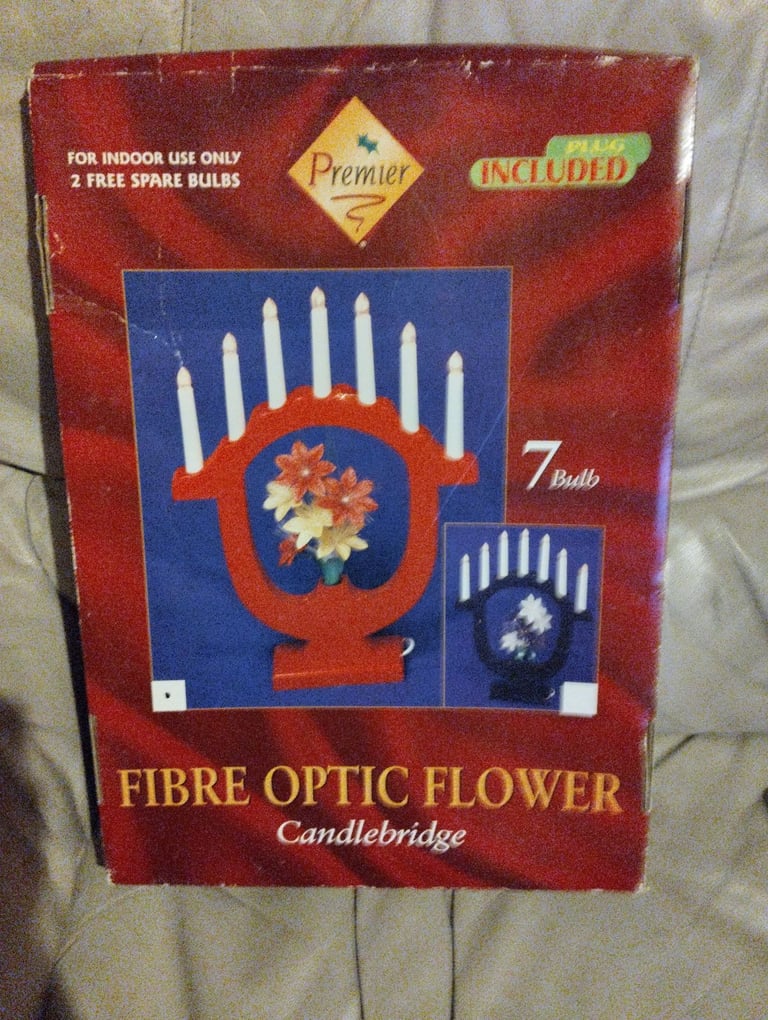 FOR INDOOR USE ONLY
2 FREE SPARE BULBS
Premier
®
PLUG
INCLUDED
7 Bulb
FIBRE OPTIC FLOWER
Candlebridge